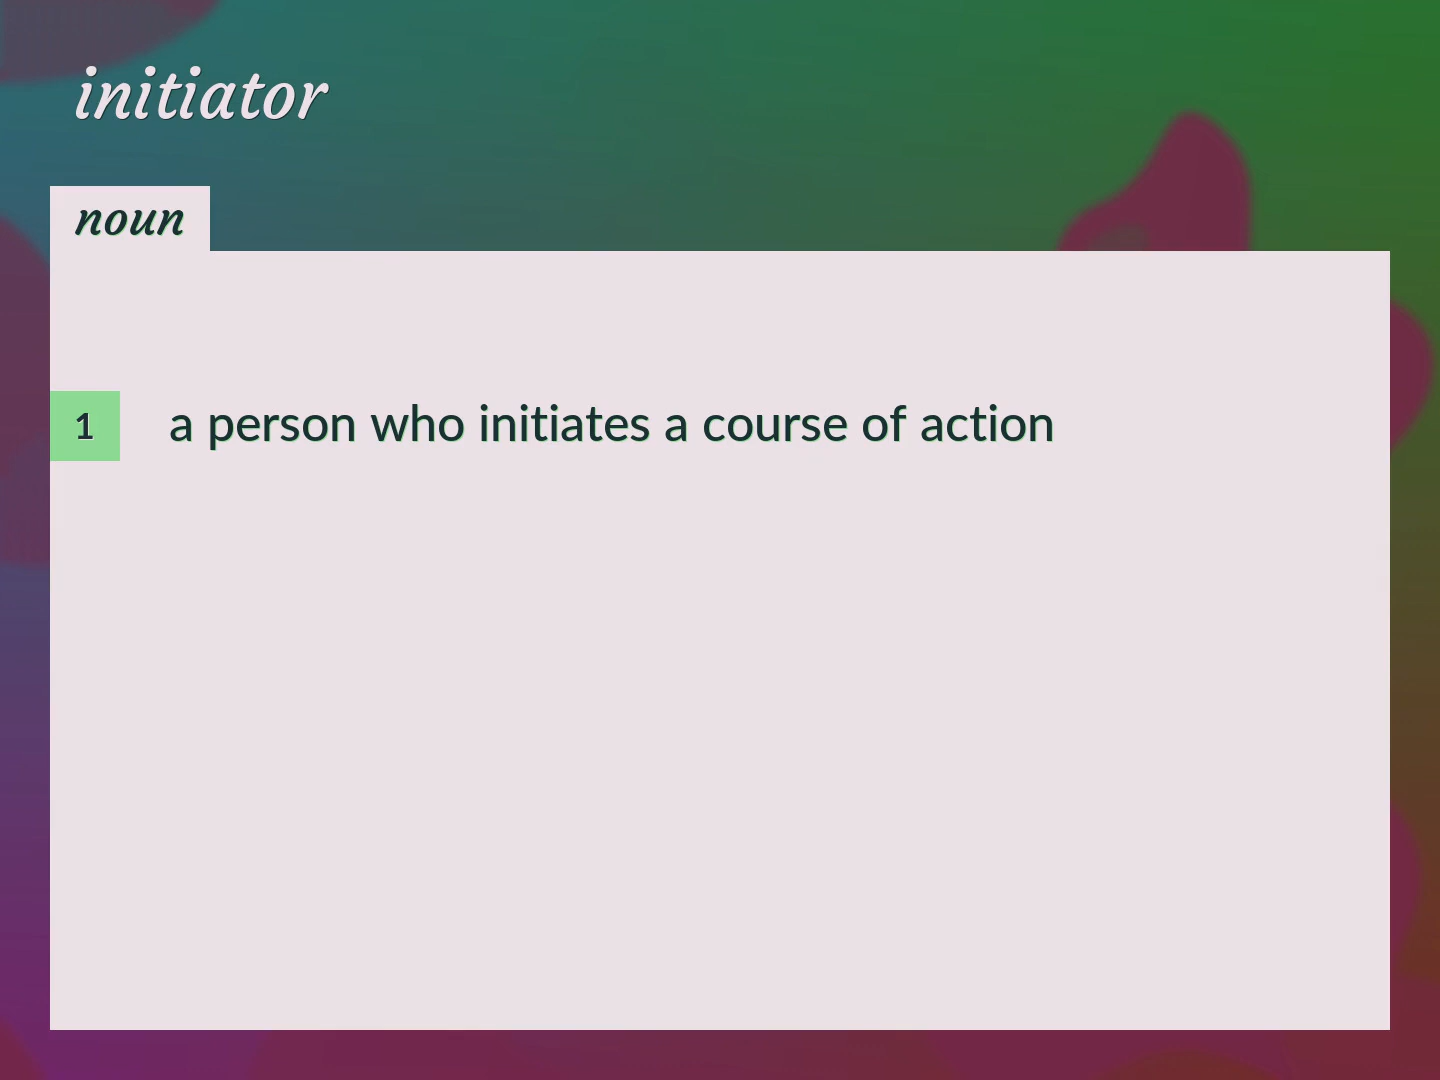 initiator
noun
1 a person who initiates a course of action